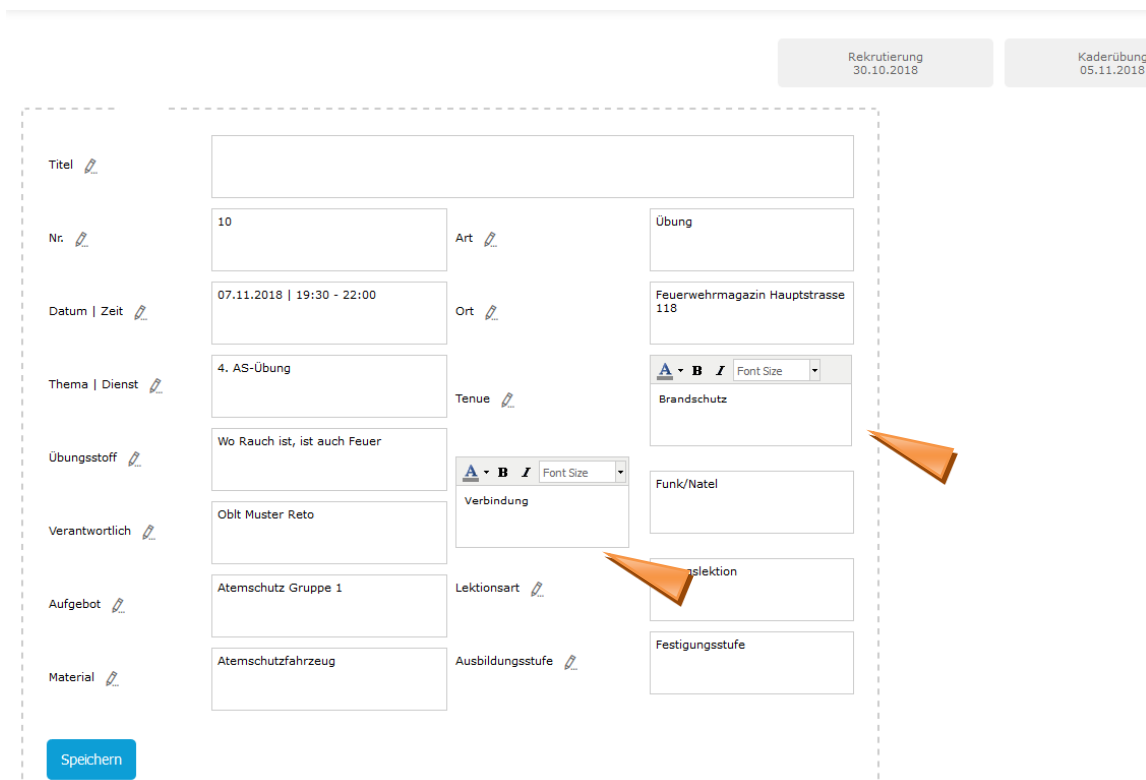 Rekrutierung
30.10.2018
Kaderübung
05.11.2018
Titel
Nr.
10
Art
Übung
Datum | Zeit
07.11.2018 | 19:30 - 22:00
Ort
Feuerwehrmagazin Hauptstrasse
118
Thema | Dienst
4. AS-Übung
Tenue
A B I Font Size
Brandschutz
Übungsstoff
Wo Rauch ist, ist auch Feuer
A B I Font Size
Verbindung
Funk/Natel
Verantwortlich
Oblt Muster Reto
Aufgebot
Atemschutz Gruppe 1
Lektionsart
Material
Atemschutzfahrzeug
Ausbildungsstufe
Festigungsstufe
Speichern